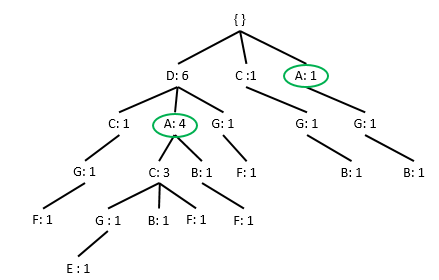 { }
D: 6 C :1 A: 1
C: 1 A: 4 G: 1 G: 1 G: 1
G: 1 C: 3 B: 1 F: 1 B: 1 B: 1
F: 1 G : 1 B: 1 F: 1 F: 1
E : 1